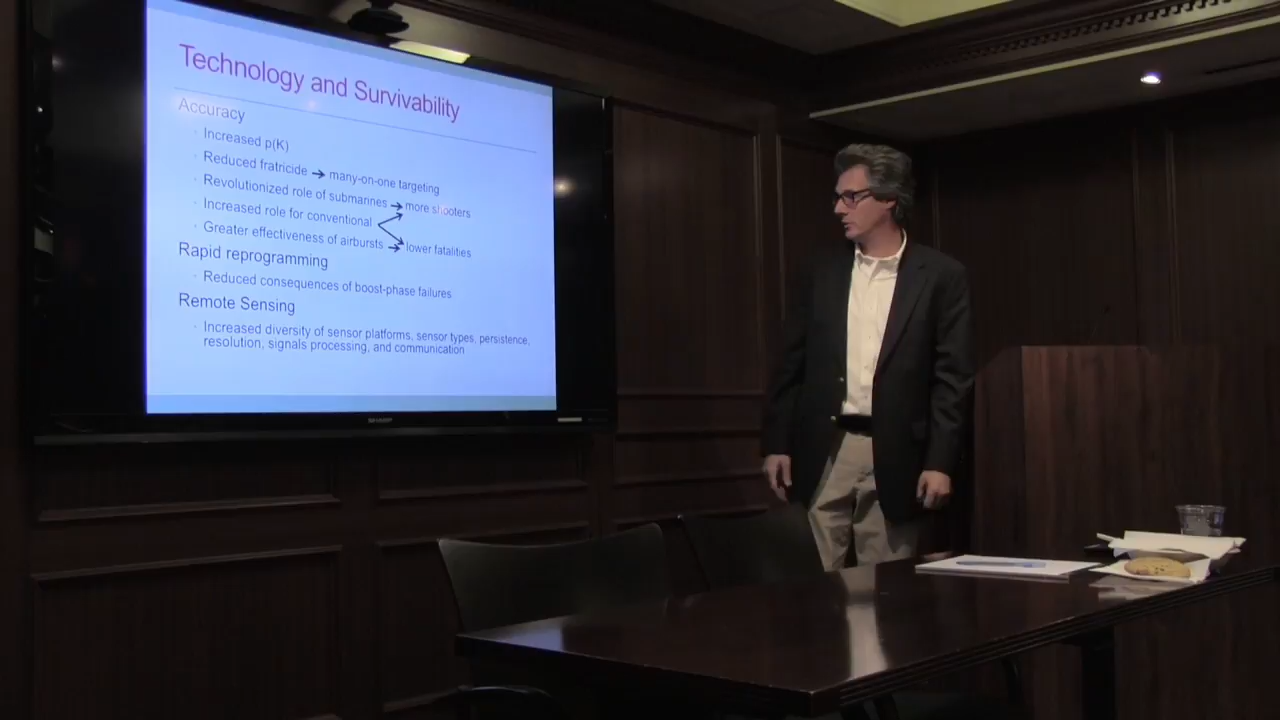 Technology and Survivability
Accuracy
Increased p(K)
Reduced fratricide → many-on-one targeting
Revolutionized role of submarines → more shooters
Increased role for conventional
Greater effectiveness of airbursts → lower fatalities
Rapid reprogramming
Reduced consequences of boost-phase failures
Remote Sensing
Increased diversity of sensor platforms, sensor types, persistence,
resolution, signals processing, and communication
SHARP